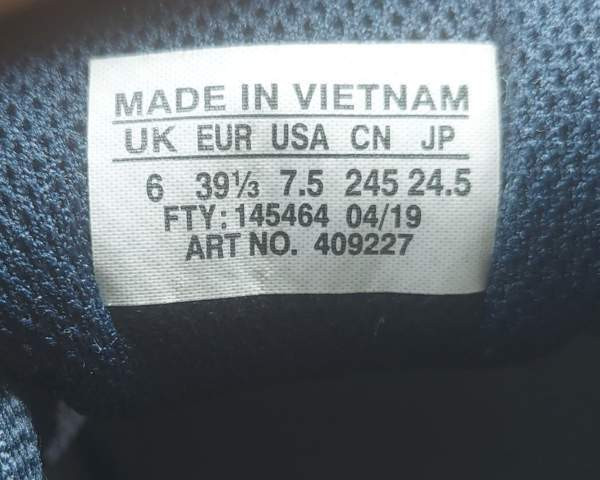 MADE IN VIETNAM
UK EUR USA CN JP
6 39⅓ 7.5 245 24.5
FTY: 145464 04/19
ART NO. 409227